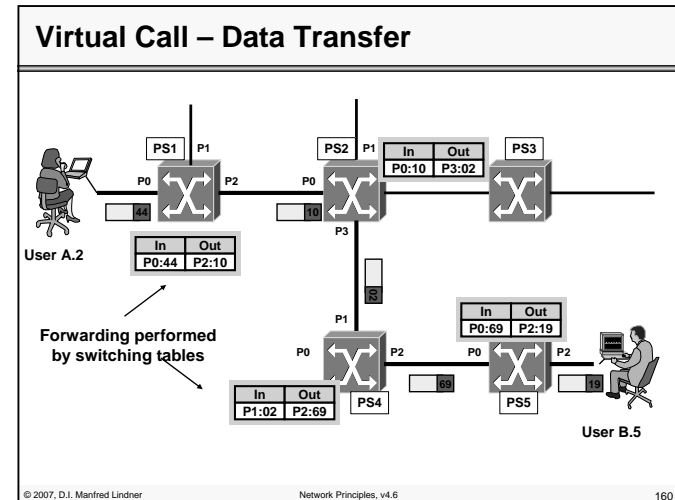 Virtual Call – Data Transfer
PS1 P1
PS2 P1
In Out
P0:10 P3:02
PS3
P0 P2 P0
44
10
User A.2
In Out
P0:44 P2:10
P3
02
Forwarding performed
by switching tables
P1
In Out
P0:69 P2:19
P0 P2 P0 P2
69
19
In Out
P1:02 P2:69
PS4
PS5
User B.5
© 2007, D.I. Manfred Lindner
Network Principles, v4.6
160